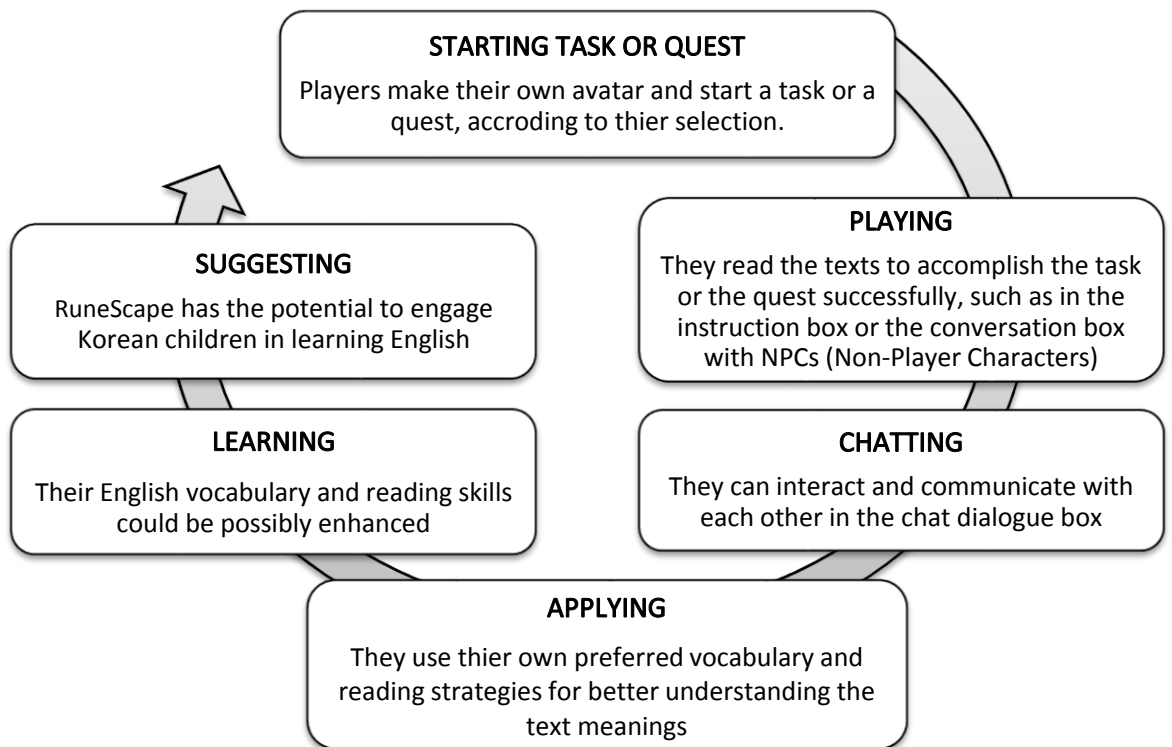 STARTING TASK OR QUEST
Players make their own avatar and start a task or a
quest, accroding to thier selection.
PLAYING
They read the texts to accomplish the task
or the quest successfully, such as in the
instruction box or the conversation box
with NPCs (Non-Player Characters)
CHATTING
They can interact and communicate with
each other in the chat dialogue box
APPLYING
They use thier own preferred vocabulary and
reading strategies for better understanding the
text meanings
LEARNING
Their English vocabulary and reading skills
could be possibly enhanced
SUGGESTING
RuneScape has the potential to engage
Korean children in learning English